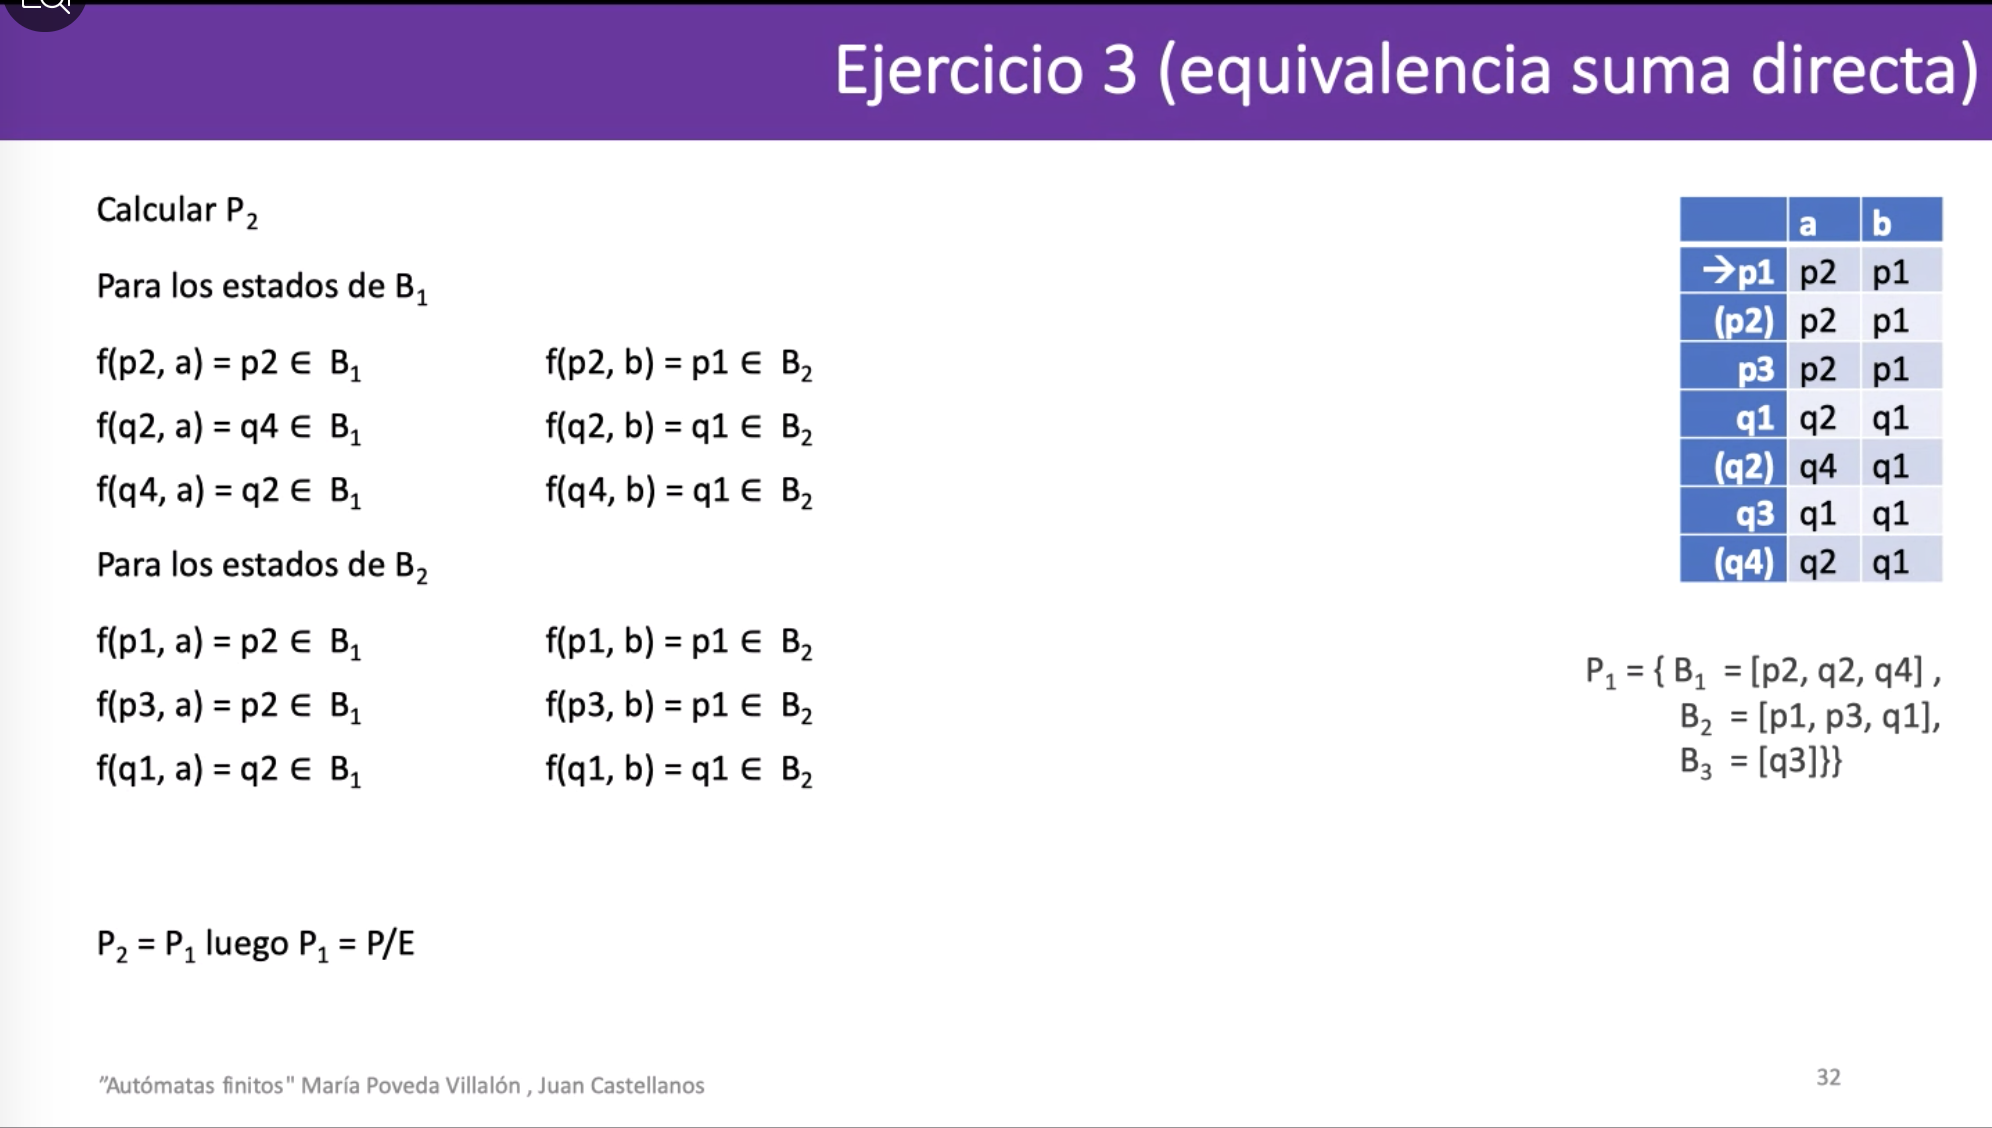 Ejercicio 3 (equivalencia suma directa)
Calcular P₂
Para los estados de B₁
f(p2, a) = p2 ∈ B₁ f(p2, b) = p1 ∈ B₂
f(q2, a) = q4 ∈ B₁ f(q2, b) = q1 ∈ B₂
f(q4, a) = q2 ∈ B₁ f(q4, b) = q1 ∈ B₂
Para los estados de B₂
f(p1, a) = p2 ∈ B₁ f(p1, b) = p1 ∈ B₂
f(p3, a) = p2 ∈ B₁ f(p3, b) = p1 ∈ B₂
f(q1, a) = q2 ∈ B₁ f(q1, b) = q1 ∈ B₂
P₂ = P₁ luego P₁ = P/E
a b
→p1 p2 p1
(p2) p2 p1
p3 p2 p1
q1 q2 q1
(q2) q4 q1
q3 q1 q1
(q4) q2 q1
P₁ = { B₁ = [p2, q2, q4] ,
B₂ = [p1, p3, q1],
B₃ = [q3]}}
"Autómatas finitos" María Poveda Villalón , Juan Castellanos
32